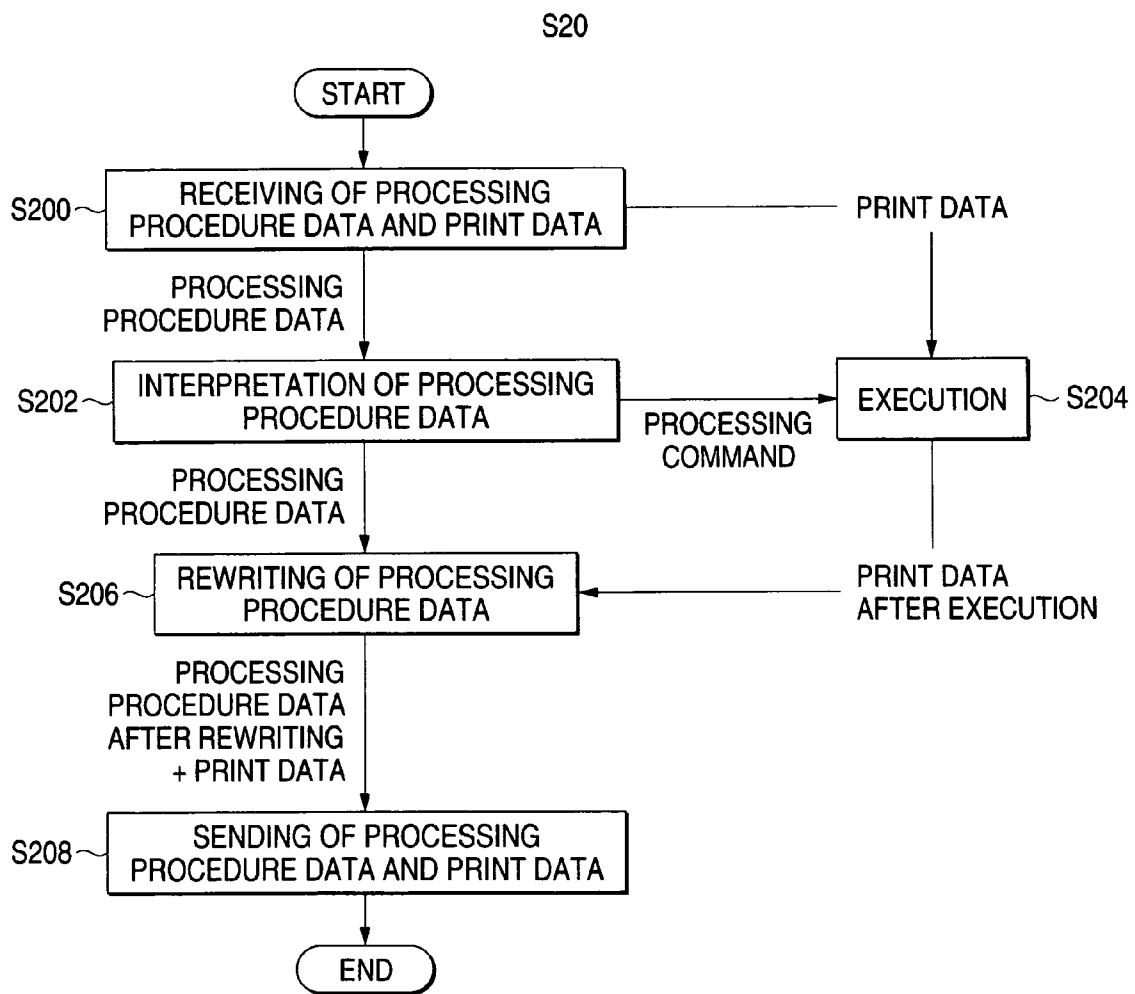 S20
START
S200
RECEIVING OF PROCESSING
PROCEDURE DATA AND PRINT DATA
PRINT DATA
PROCESSING
PROCEDURE DATA
S202
INTERPRETATION OF PROCESSING
PROCEDURE DATA
PROCESSING
COMMAND
EXECUTION
S204
PROCESSING
PROCEDURE DATA
S206
REWRITING OF PROCESSING
PROCEDURE DATA
PRINT DATA
AFTER EXECUTION
PROCESSING
PROCEDURE DATA
AFTER REWRITING
+ PRINT DATA
S208
SENDING OF PROCESSING
PROCEDURE DATA AND PRINT DATA
END